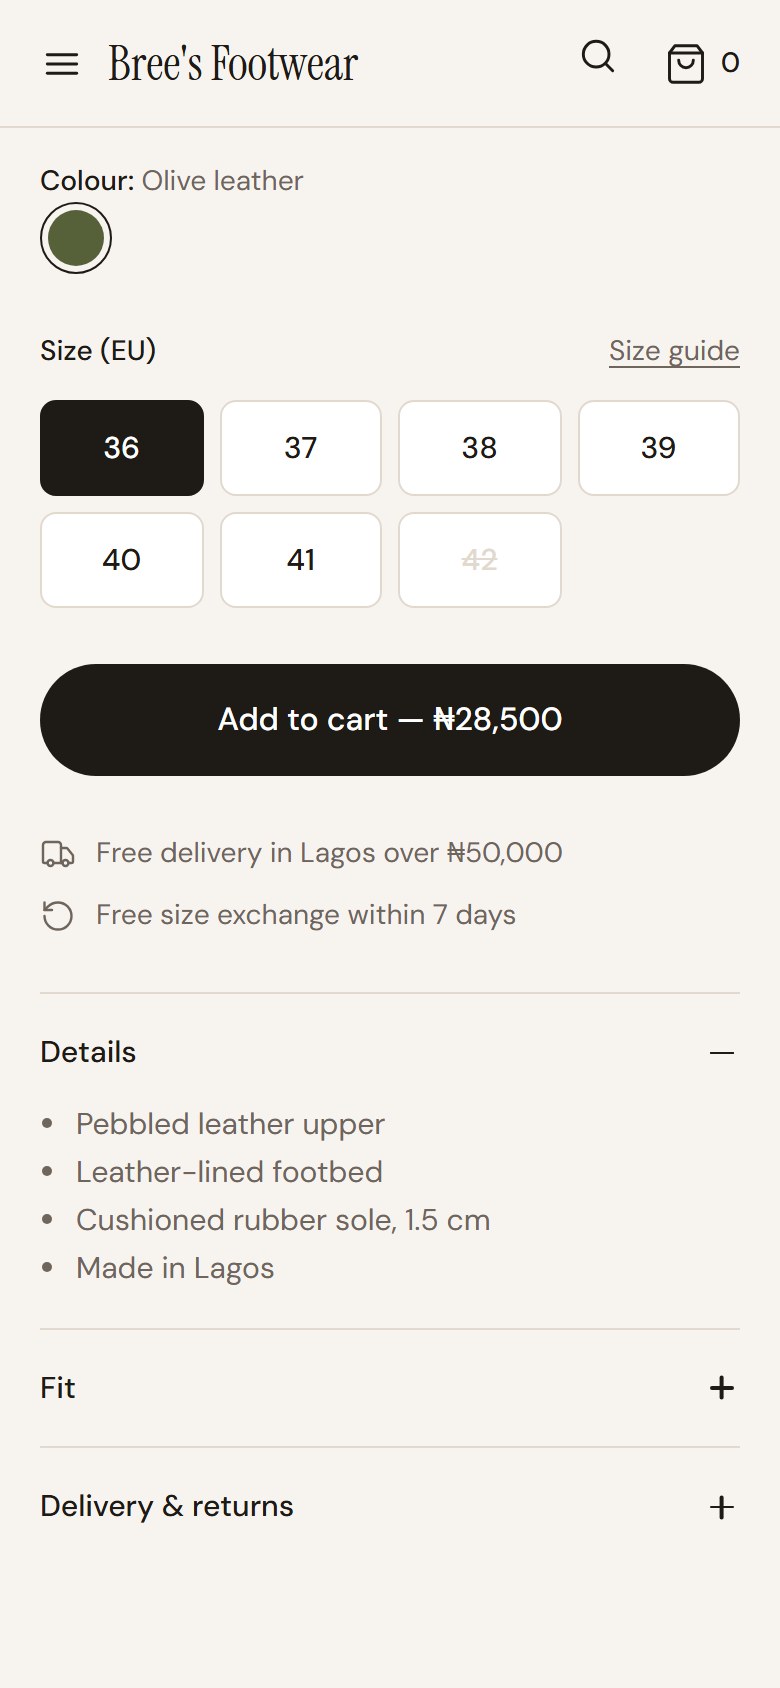 Bree's Footwear
0
Colour: Olive leather
Size (EU)
Size guide
36
37
38
39
40
41
42
Add to cart — ₦28,500
Free delivery in Lagos over ₦50,000
Free size exchange within 7 days
Details
Pebbled leather upper
Leather-lined footbed
Cushioned rubber sole, 1.5 cm
Made in Lagos
Fit
Delivery & returns